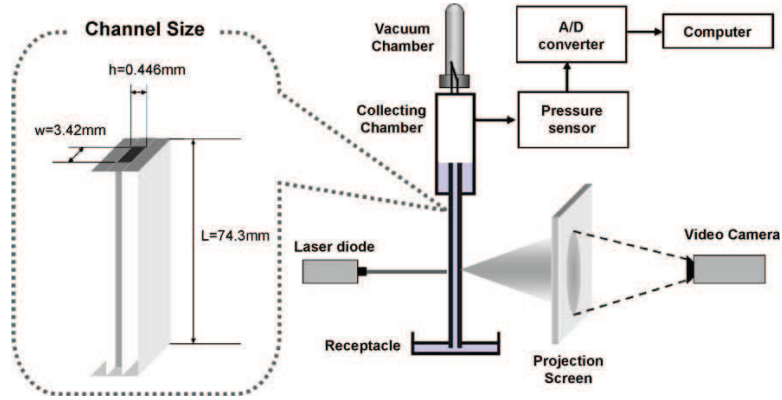 Channel Size
h=0.446mm
w=3.42mm
L=74.3mm
Vacuum
Chamber
Collecting
Chamber
A/D
converter
Computer
Pressure
sensor
Laser diode
Video Camera
Receptacle
Projection
Screen